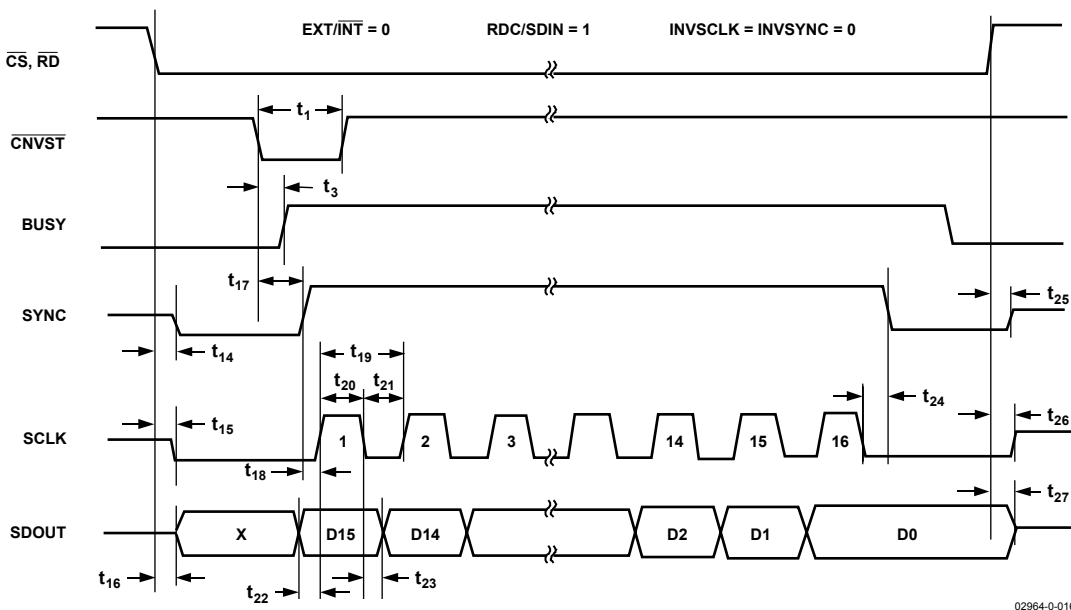 EXT/INT = 0 RDC/SDIN = 1 INVSCLK = INVSYNC = 0
CS, RD
t1
CNVST
t3
BUSY
t17
SYNC
t25
t14
t19
t20 t21
t24
t15
t26
SCLK
1 2 3 14 15 16
t18
t27
SDOUT
X D15 D14 D2 D1 D0
t16
t22
t23
02964-0-016